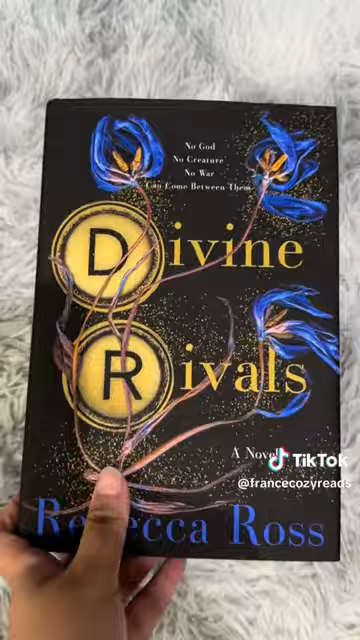 No God
No Creature
No War
Can Come Between Them
Divine
Rivals
A Novel
TikTok
@francecozyreads
Rebecca Ross